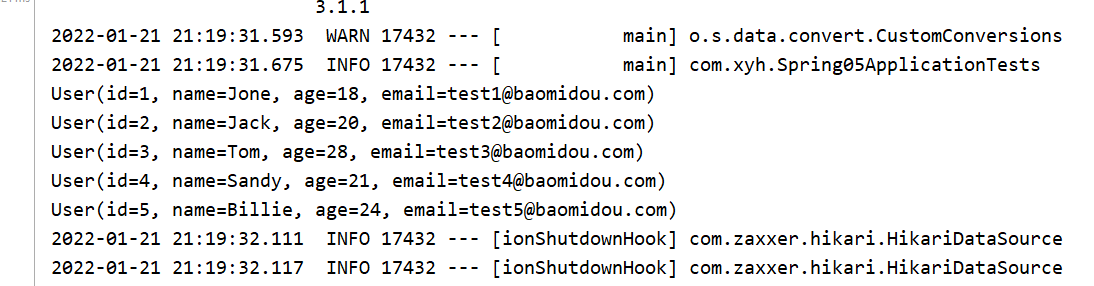 3.1.1
2022-01-21 21:19:31.593  WARN 17432 --- [           main] o.s.data.convert.CustomConversions
2022-01-21 21:19:31.675  INFO 17432 --- [           main] com.xyh.Spring05ApplicationTests
User(id=1, name=Jone, age=18, email=test1@baomidou.com)
User(id=2, name=Jack, age=20, email=test2@baomidou.com)
User(id=3, name=Tom, age=28, email=test3@baomidou.com)
User(id=4, name=Sandy, age=21, email=test4@baomidou.com)
User(id=5, name=Billie, age=24, email=test5@baomidou.com)
2022-01-21 21:19:32.111  INFO 17432 --- [ionShutdownHook] com.zaxxer.hikari.HikariDataSource
2022-01-21 21:19:32.117  INFO 17432 --- [ionShutdownHook] com.zaxxer.hikari.HikariDataSource